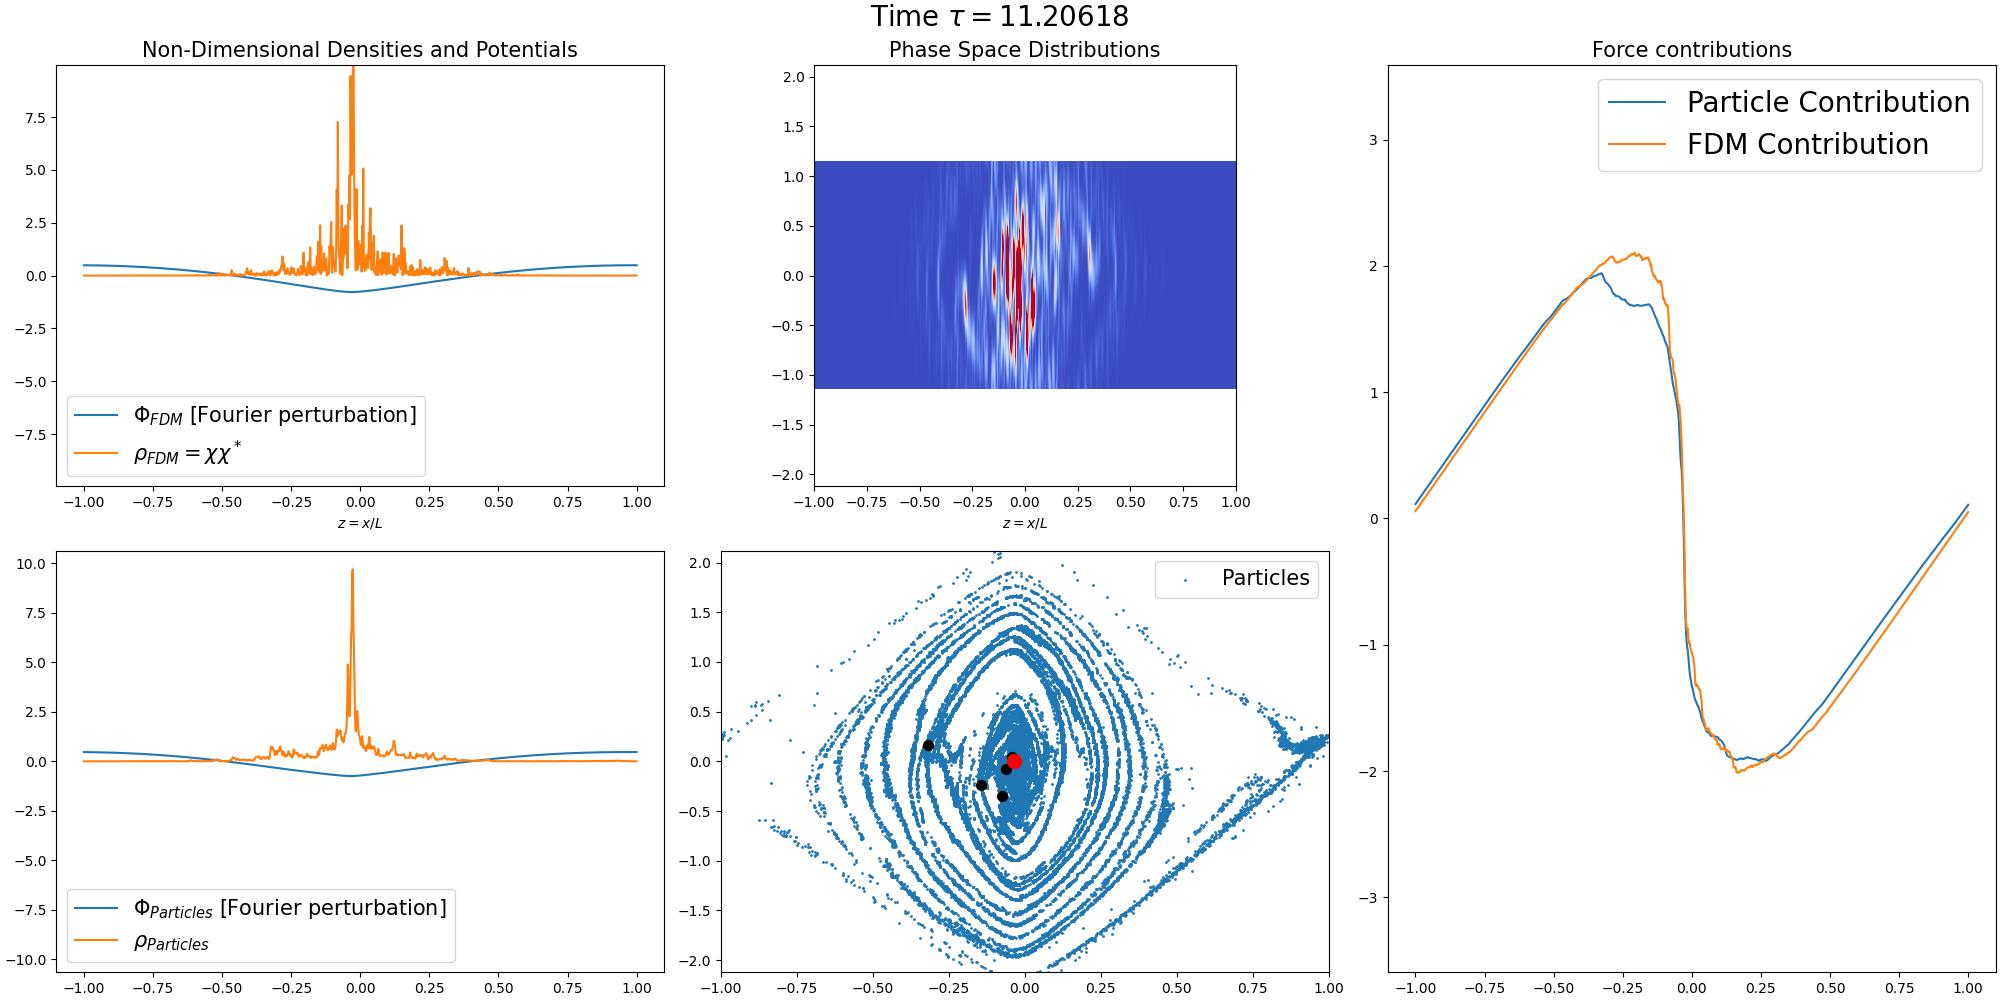 Time τ = 11.20618
Non-Dimensional Densities and Potentials
7.5
5.0
2.5
0.0
−2.5
−5.0
−7.5
Φ_FDM [Fourier perturbation]
ρ_FDM = χχ*
−1.00 −0.75 −0.50 −0.25 0.00 0.25 0.50 0.75 1.00
z = x/L
Phase Space Distributions
2.0
1.5
1.0
0.5
0.0
−0.5
−1.0
−1.5
−2.0
−1.00 −0.75 −0.50 −0.25 0.00 0.25 0.50 0.75 1.00
z = x/L
Force contributions
Particle Contribution
FDM Contribution
3
2
1
0
−1
−2
−3
−1.00 −0.75 −0.50 −0.25 0.00 0.25 0.50 0.75 1.00
10.0
7.5
5.0
2.5
0.0
−2.5
−5.0
−7.5
−10.0
Φ_Particles [Fourier perturbation]
ρ_Particles
−1.00 −0.75 −0.50 −0.25 0.00 0.25 0.50 0.75 1.00
Particles
2.0
1.5
1.0
0.5
0.0
−0.5
−1.0
−1.5
−2.0
−1.00 −0.75 −0.50 −0.25 0.00 0.25 0.50 0.75 1.00